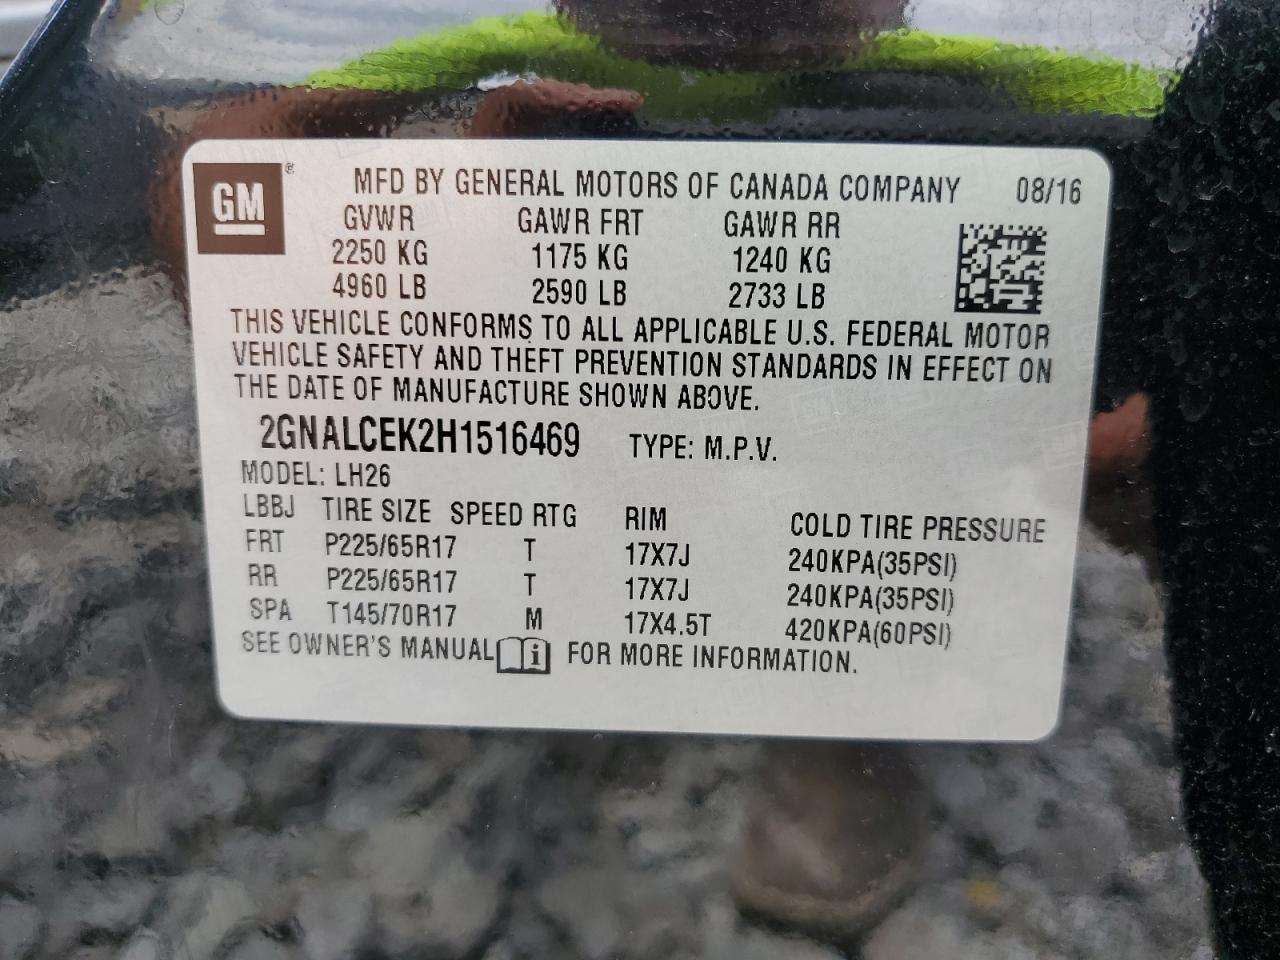 GM ® MFD BY GENERAL MOTORS OF CANADA COMPANY 08/16
GVWR GAWR FRT GAWR RR
2250 KG 1175 KG 1240 KG
4960 LB 2590 LB 2733 LB
THIS VEHICLE CONFORMS TO ALL APPLICABLE U.S. FEDERAL MOTOR
VEHICLE SAFETY AND THEFT PREVENTION STANDARDS IN EFFECT ON
THE DATE OF MANUFACTURE SHOWN ABOVE.
2GNALCEK2H1516469 TYPE: M.P.V.
MODEL: LH26
LBBJ TIRE SIZE SPEED RTG RIM COLD TIRE PRESSURE
FRT P225/65R17 T 17X7J 240KPA(35PSI)
RR P225/65R17 T 17X7J 240KPA(35PSI)
SPA T145/70R17 M 17X4.5T 420KPA(60PSI)
SEE OWNER'S MANUAL i FOR MORE INFORMATION.